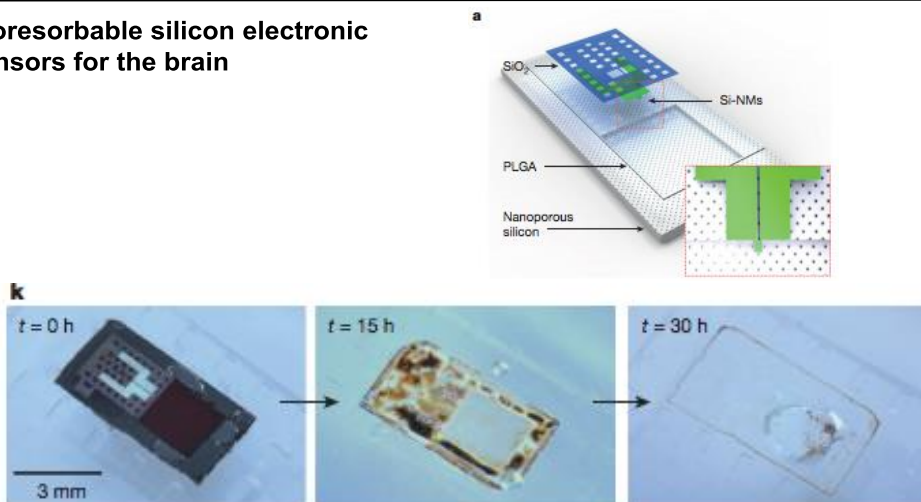 oresorbable silicon electronic
nsors for the brain
a
SiO₂
Si-NMs
PLGA
Nanoporous
silicon
k
t = 0 h
t = 15 h
t = 30 h
3 mm